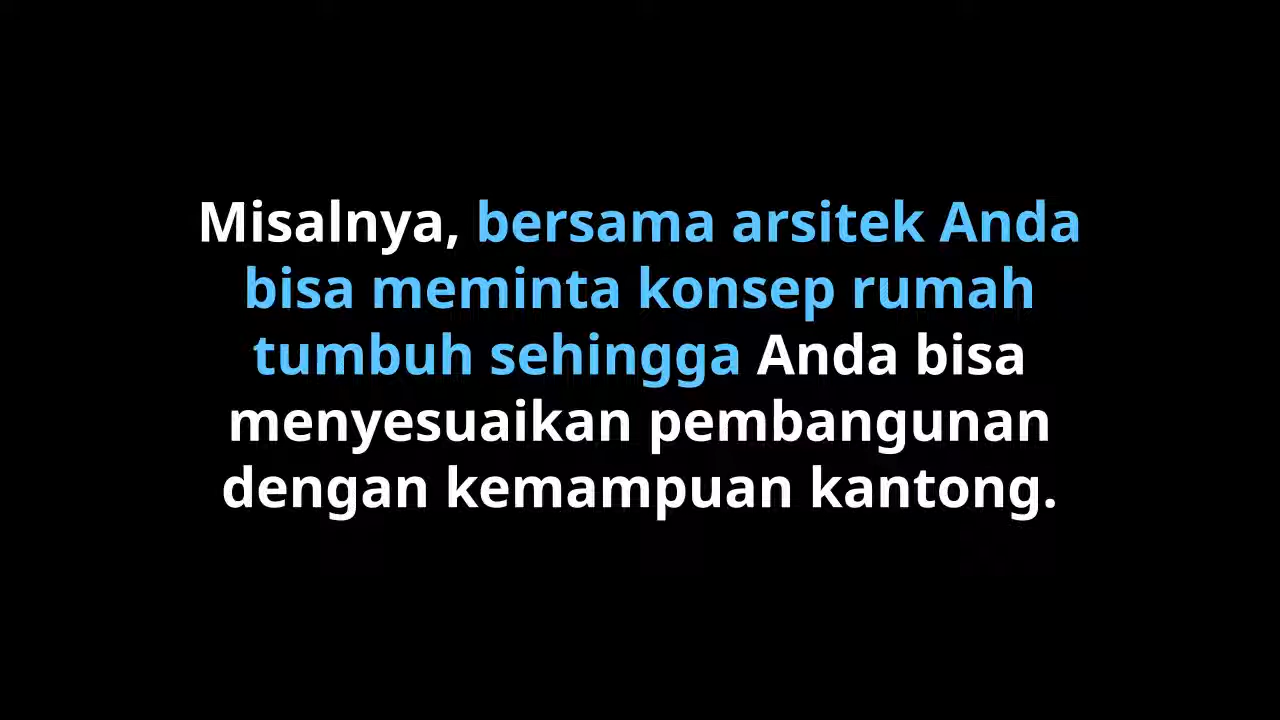 Misalnya, bersama arsitek Anda
bisa meminta konsep rumah
tumbuh sehingga Anda bisa
menyesuaikan pembangunan
dengan kemampuan kantong.